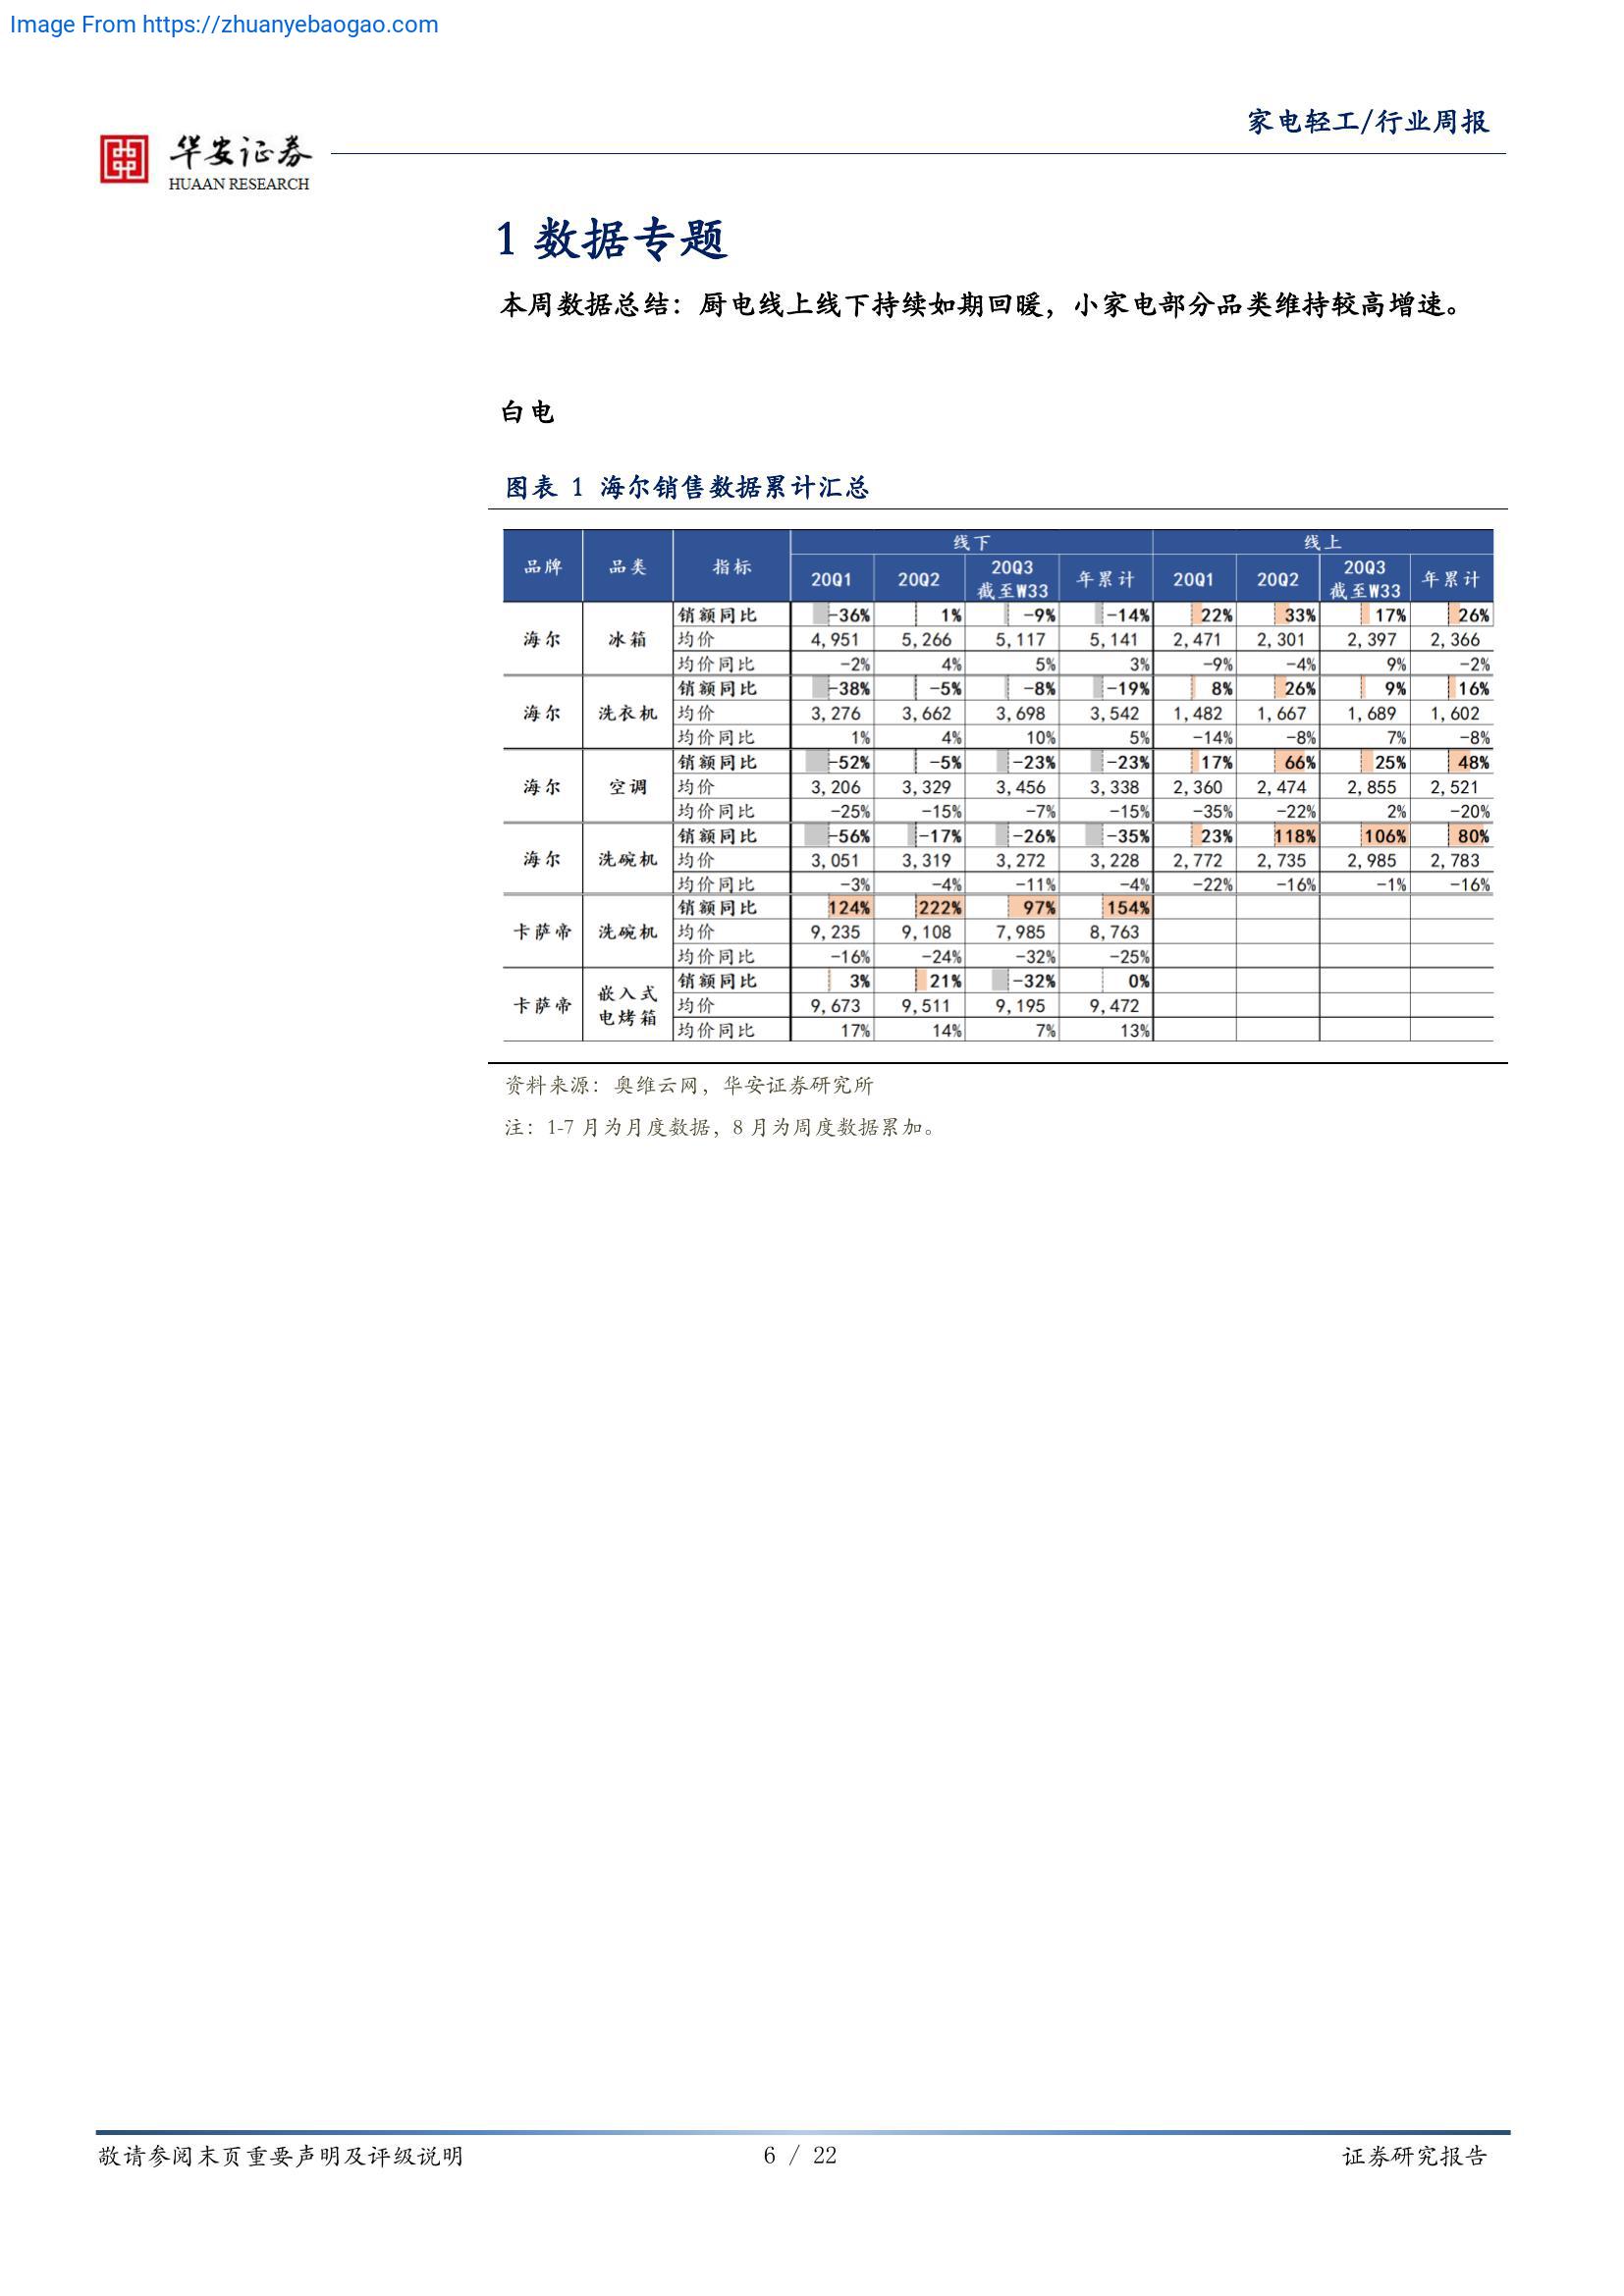 Image From https://zhuanyebaogao.com
家电轻工/行业周报
华安证券
HUAAN RESEARCH
1 数据专题
本周数据总结：厨电线上线下持续如期回暖，小家电部分品类维持较高增速。
白电
图表 1 海尔销售数据累计汇总
品牌 品类 指标 线下 线上
20Q1 20Q2 20Q3 截至W33 年累计 20Q1 20Q2 20Q3 截至W33 年累计
海尔 冰箱 销额同比 -36% 1% -9% -14% 22% 33% 17% 26%
均价 4,951 5,266 5,117 5,141 2,471 2,301 2,397 2,366
均价同比 -2% 4% 5% 3% -9% -4% 9% -2%
海尔 洗衣机 销额同比 -38% -5% -8% -19% 8% 26% 9% 16%
均价 3,276 3,662 3,698 3,542 1,482 1,667 1,689 1,602
均价同比 1% 4% 10% 5% -14% -8% 7% -8%
海尔 空调 销额同比 -52% -5% -23% -23% 17% 66% 25% 48%
均价 3,206 3,329 3,456 3,338 2,360 2,474 2,855 2,521
均价同比 -25% -15% -7% -15% -35% -22% 2% -20%
海尔 洗碗机 销额同比 -56% -17% -26% -35% 23% 118% 106% 80%
均价 3,051 3,319 3,272 3,228 2,772 2,735 2,985 2,783
均价同比 -3% -4% -11% -4% -22% -16% -1% -16%
卡萨帝 洗碗机 销额同比 124% 222% 97% 154%
均价 9,235 9,108 7,985 8,763
均价同比 -16% -24% -32% -25%
卡萨帝 嵌入式电烤箱 销额同比 3% 21% -32% 0%
均价 9,673 9,511 9,195 9,472
均价同比 17% 14% 7% 13%
资料来源：奥维云网，华安证券研究所
注：1-7 月为月度数据，8 月为周度数据累加。
敬请参阅末页重要声明及评级说明 6 / 22 证券研究报告